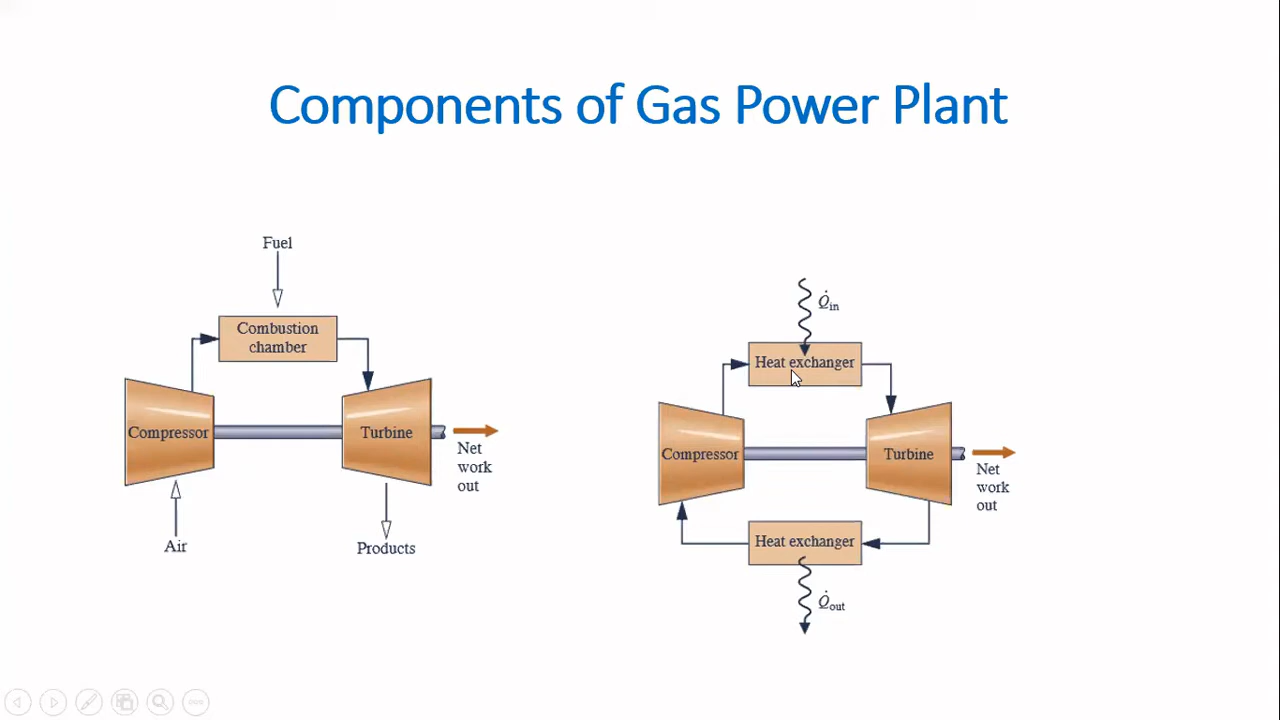 Components of Gas Power Plant
Fuel
Combustion
chamber
Compressor
Turbine
Net
work
out
Air
Products
Q̇in
Heat exchanger
Compressor
Turbine
Net
work
out
Heat exchanger
Q̇out